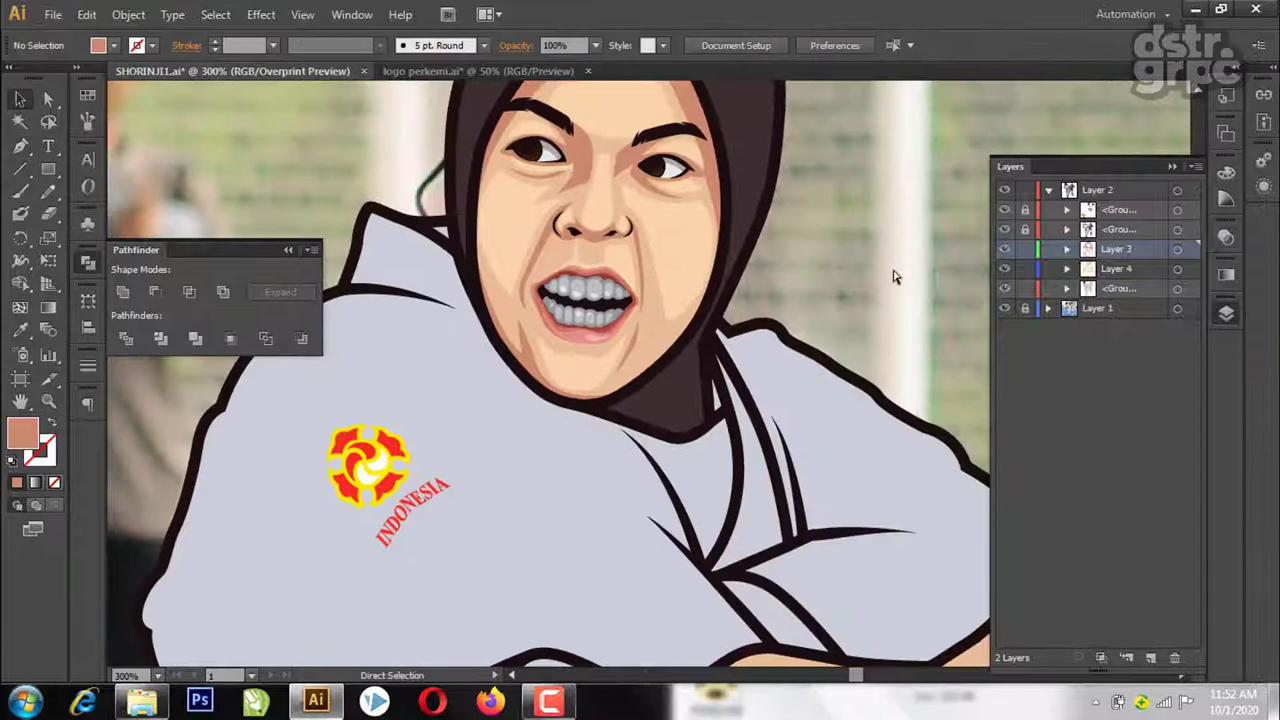 Ai File Edit Object Type Select Effect View Window Help Br Automation
dstr.
grpc
No Selection Stroke: 5 pt. Round Opacity: 100% Style: Document Setup Preferences
SHORINJI1.ai* @ 300% (RGB/Overprint Preview) × logo perkemi.ai* @ 50% (RGB/Preview) ×
Layers
Layer 2
<Grou...
<Grou...
Layer 3
Layer 4
<Grou...
Layer 1
Pathfinder
Shape Modes:
Expand
Pathfinders:
INDONESIA
2 Layers
300% 1 Direct Selection
Ps Ai
11:52 AM
10/1/2020